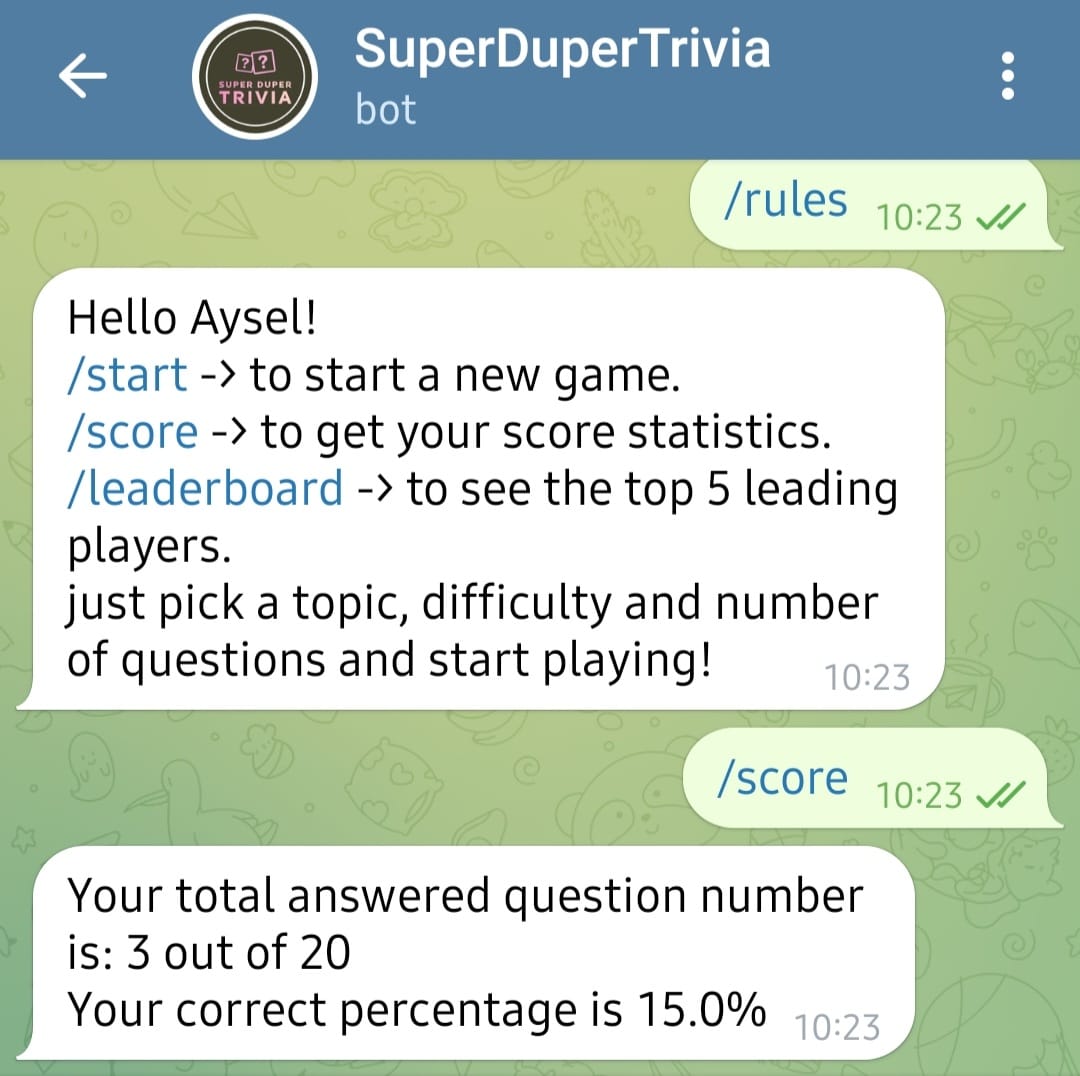 SuperDuperTrivia
bot
? ?
SUPER DUPER
TRIVIA
/rules 10:23
Hello Aysel!
/start -> to start a new game.
/score -> to get your score statistics.
/leaderboard -> to see the top 5 leading
players.
just pick a topic, difficulty and number
of questions and start playing!
10:23
/score 10:23
Your total answered question number
is: 3 out of 20
Your correct percentage is 15.0%
10:23